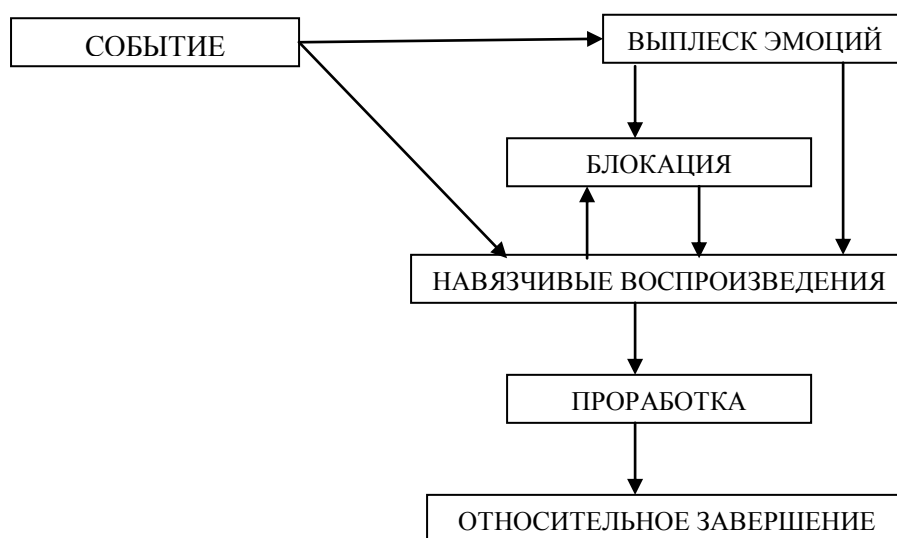 СОБЫТИЕ
ВЫПЛЕСК ЭМОЦИЙ
БЛОКАЦИЯ
НАВЯЗЧИВЫЕ ВОСПРОИЗВЕДЕНИЯ
ПРОРАБОТКА
ОТНОСИТЕЛЬНОЕ ЗАВЕРШЕНИЕ